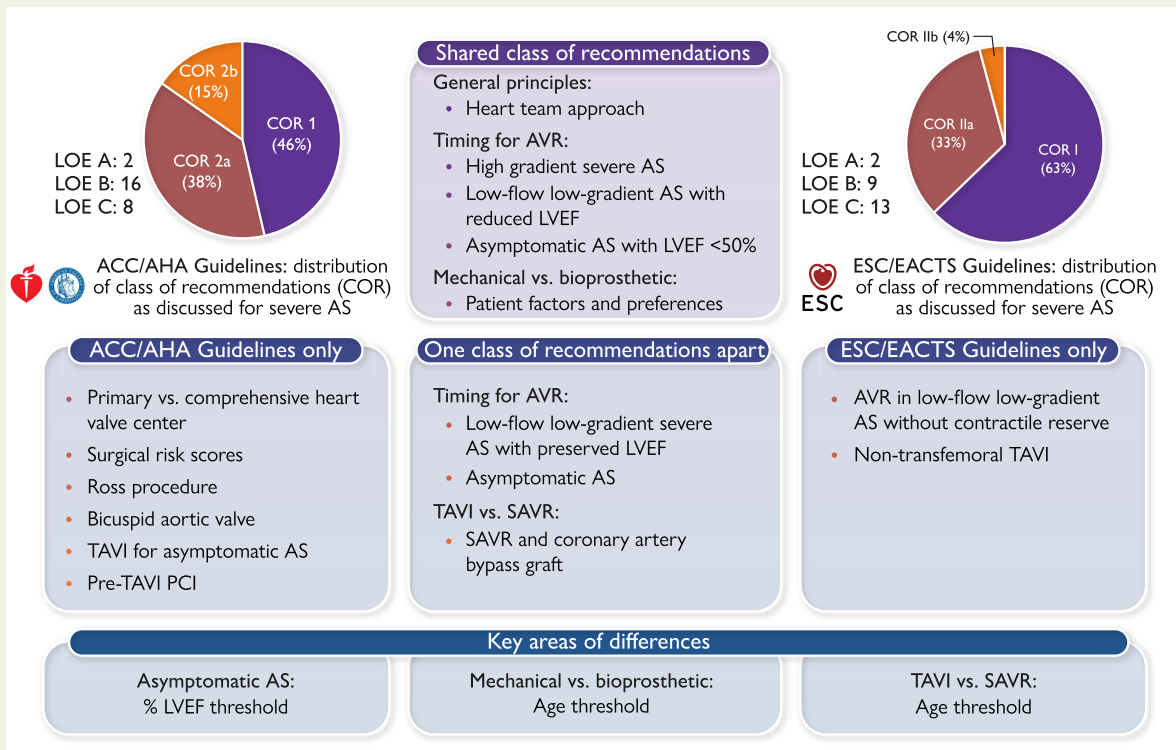 COR 2b
(15%)
COR 1
(46%)
COR 2a
(38%)
LOE A: 2
LOE B: 16
LOE C: 8
ACC/AHA Guidelines: distribution
of class of recommendations (COR)
as discussed for severe AS
Shared class of recommendations
General principles:
• Heart team approach
Timing for AVR:
• High gradient severe AS
• Low-flow low-gradient AS with
reduced LVEF
• Asymptomatic AS with LVEF <50%
Mechanical vs. bioprosthetic:
• Patient factors and preferences
COR IIb (4%)
COR IIa
(33%)
COR I
(63%)
LOE A: 2
LOE B: 9
LOE C: 13
ESC
ESC/EACTS Guidelines: distribution
of class of recommendations (COR)
as discussed for severe AS
ACC/AHA Guidelines only
• Primary vs. comprehensive heart
valve center
• Surgical risk scores
• Ross procedure
• Bicuspid aortic valve
• TAVI for asymptomatic AS
• Pre-TAVI PCI
One class of recommendations apart
Timing for AVR:
• Low-flow low-gradient severe
AS with preserved LVEF
• Asymptomatic AS
TAVI vs. SAVR:
• SAVR and coronary artery
bypass graft
ESC/EACTS Guidelines only
• AVR in low-flow low-gradient
AS without contractile reserve
• Non-transfemoral TAVI
Key areas of differences
Asymptomatic AS:
% LVEF threshold
Mechanical vs. bioprosthetic:
Age threshold
TAVI vs. SAVR:
Age threshold